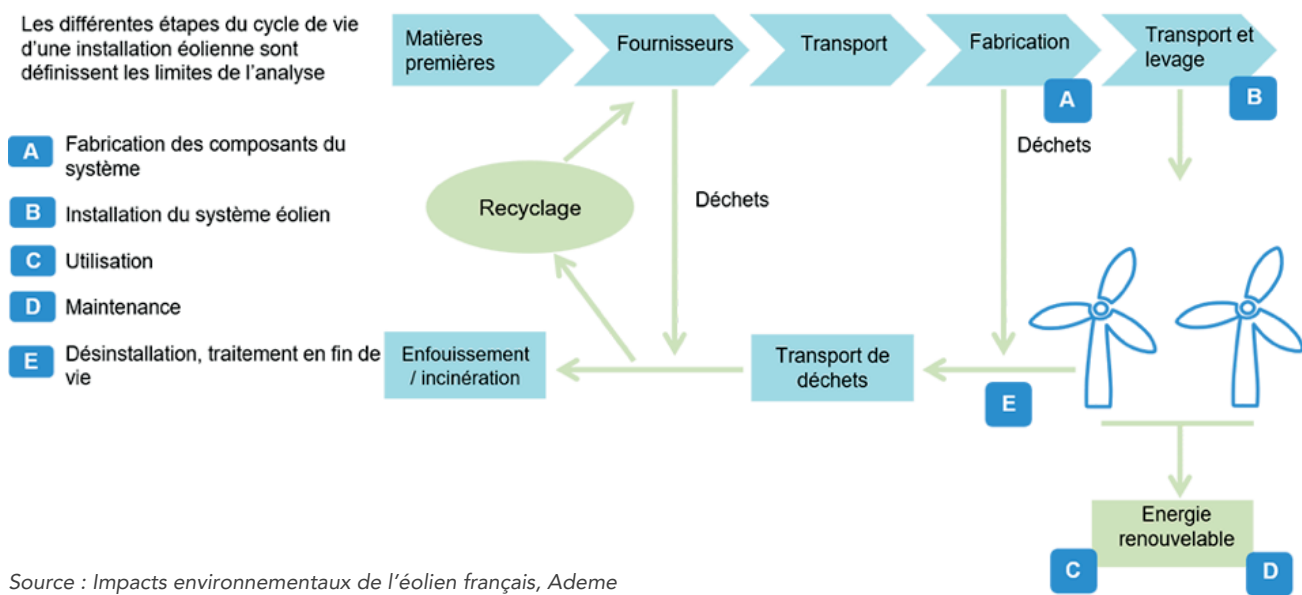 Les différentes étapes du cycle de vie
d'une installation éolienne sont
définissent les limites de l'analyse
Matières
premières
Fournisseurs
Transport
Fabrication
Transport et
levage
A
B
A
Fabrication des composants du
système
B
Installation du système éolien
C
Utilisation
D
Maintenance
E
Désinstallation, traitement en fin de
vie
Déchets
Recyclage
Déchets
Enfouissement
/ incinération
Transport de
déchets
E
Energie
renouvelable
C
D
Source : Impacts environnementaux de l'éolien français, Ademe